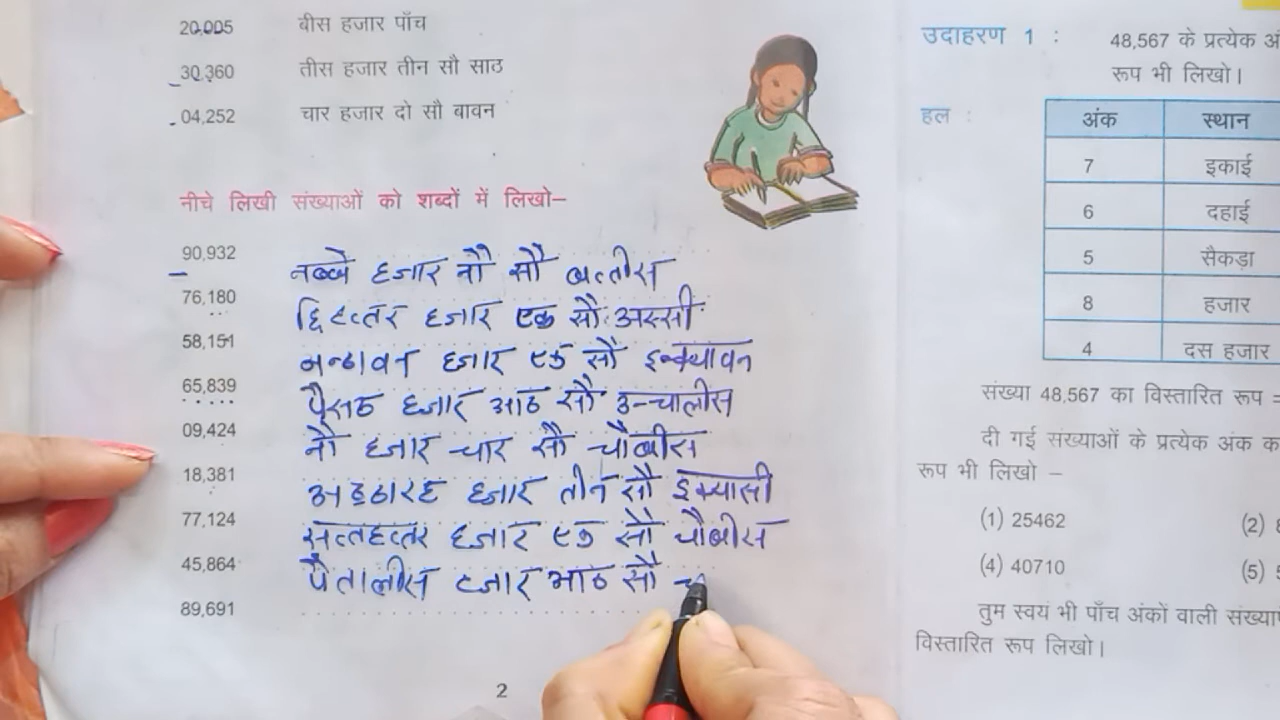 20,005 बीस हजार पाँच
30,360 तीस हजार तीन सौ साठ
04,252 चार हजार दो सौ बावन
नीचे लिखी संख्याओं को शब्दों में लिखो–
90,932 नब्बे हजार नौ सौ बत्तीस
76,180 छिहत्तर हजार एक सौ अस्सी
58,151 अन्ठावन हजार एक सौ इन्क्यावन
65,839 पैसठ हजार आठ सौ उन्चालीस
09,424 नौ हजार चार सौ चौबीस
18,381 अठ्ठारह हजार तीन सौ इक्यासी
77,124 सत्तहत्तर हजार एक सौ चौबीस
45,864 पैतालीस हजार आठ सौ
89,691
2
उदाहरण 1 : 48,567 के प्रत्येक
रूप भी लिखो।
हल :
अंक स्थान
7 इकाई
6 दहाई
5 सैकड़ा
8 हजार
4 दस हजार
संख्या 48,567 का विस्तारित रूप =
दी गई संख्याओं के प्रत्येक अंक
रूप भी लिखो –
(1) 25462 (2)
(4) 40710 (5)
तुम स्वयं भी पाँच अंकों वाली
विस्तारित रूप लिखो।